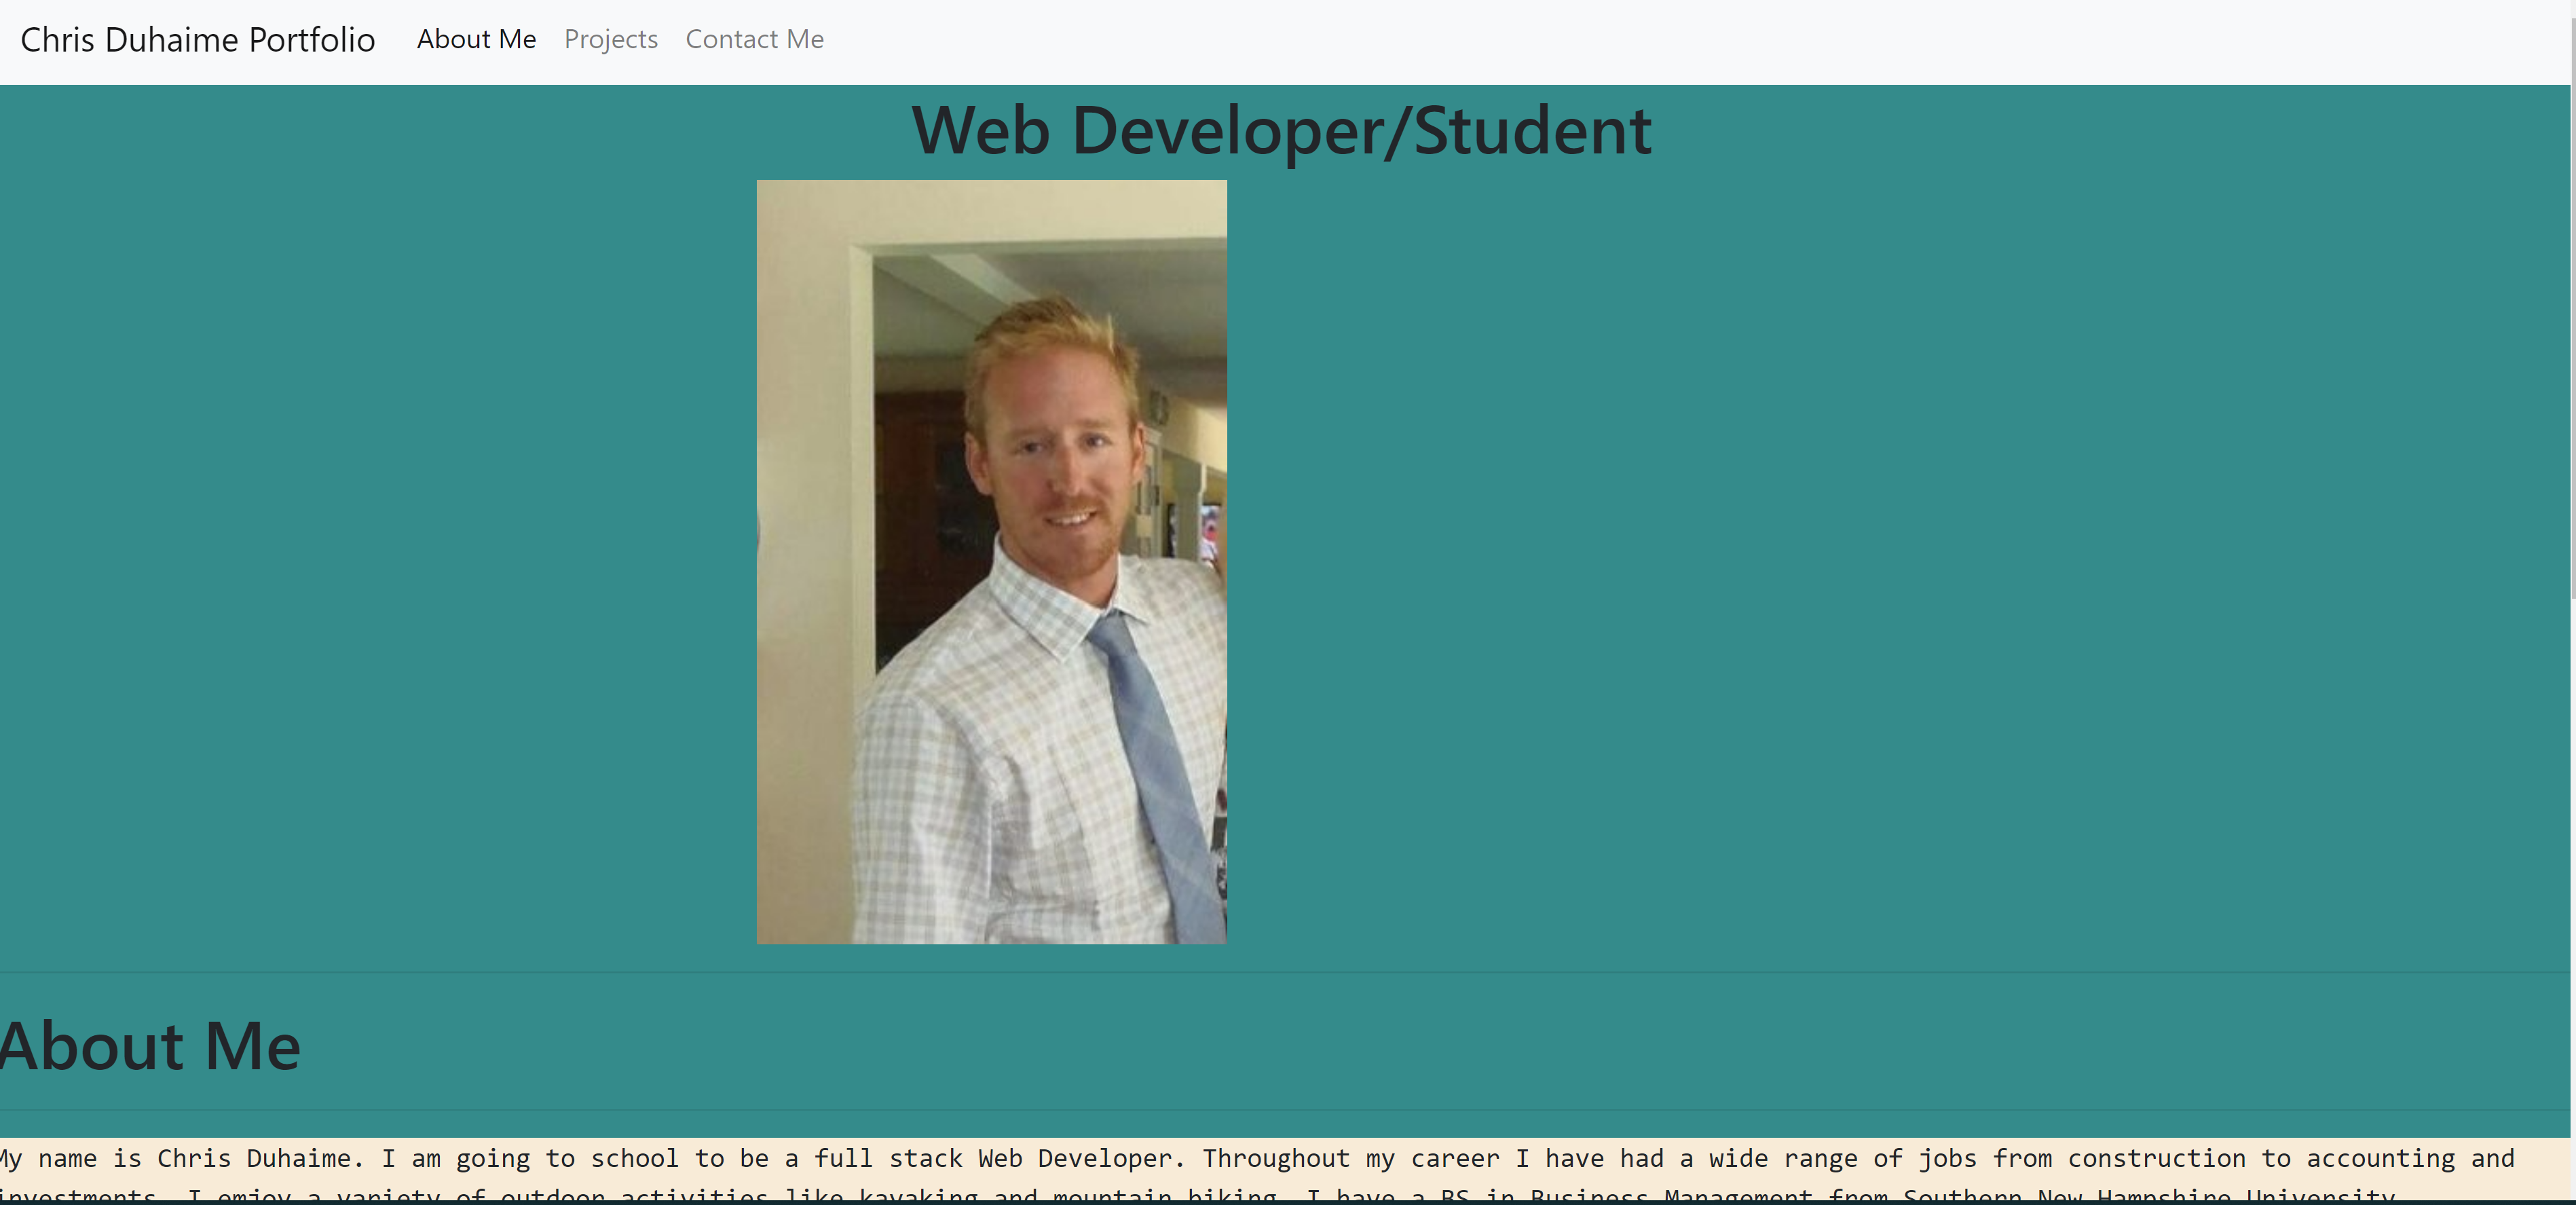 Chris Duhaime Portfolio About Me Projects Contact Me
Web Developer/Student
About Me
My name is Chris Duhaime. I am going to school to be a full stack Web Developer. Throughout my career I have had a wide range of jobs from construction to accounting and
investments. I emjoy a variety of outdoor activities like kayaking and mountain biking. I have a BS in Business Management from Southern New Hampshire University.